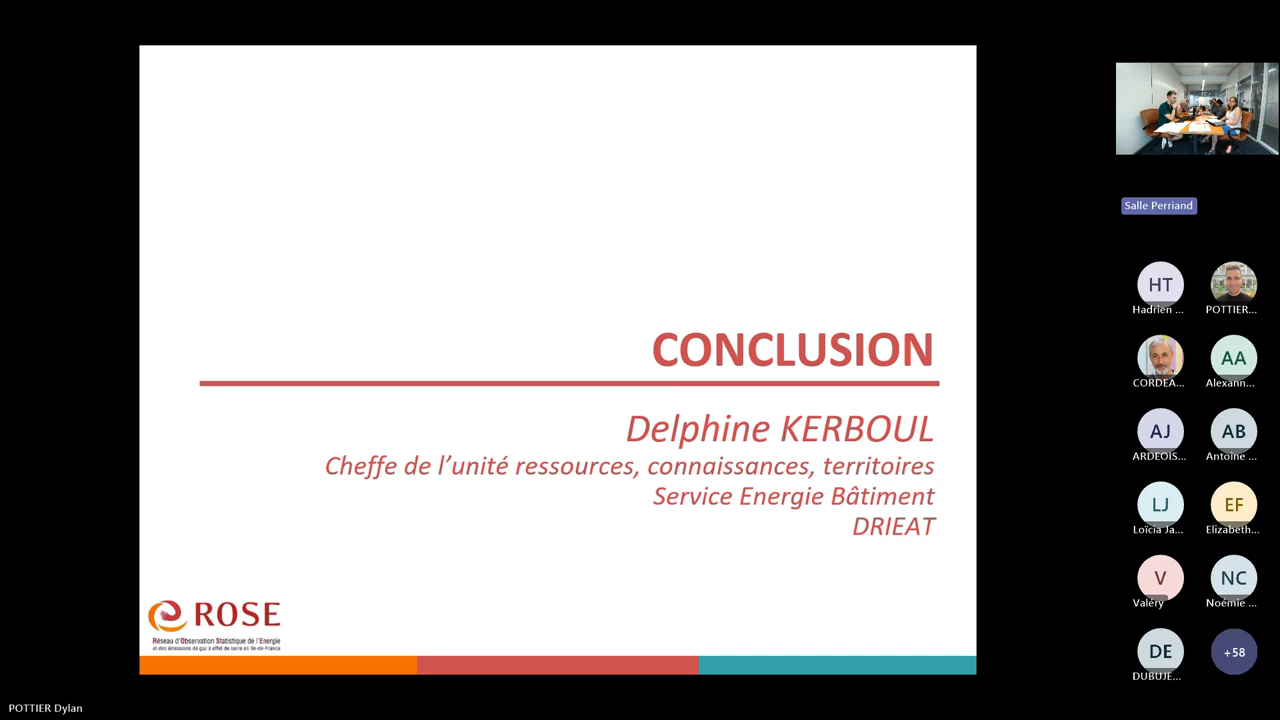 CONCLUSION
Delphine KERBOUL
Cheffe de l'unité ressources, connaissances, territoires
Service Energie Bâtiment
DRIEAT
ROSE
Réseau d'Observation Statistique de l'Energie
et des émissions de gaz à effet de serre en Ile-de-France
POTTIER Dylan
Salle Perriand
HT
Hadrien ...
POTTIER...
CORDEA...
AA
Alexann...
AJ
ARDEOIS...
AB
Antoine ...
LJ
Loïcia Ja...
EF
Elizabeth...
V
Valéry
NC
Noémie ...
DE
DUBUJE...
+58